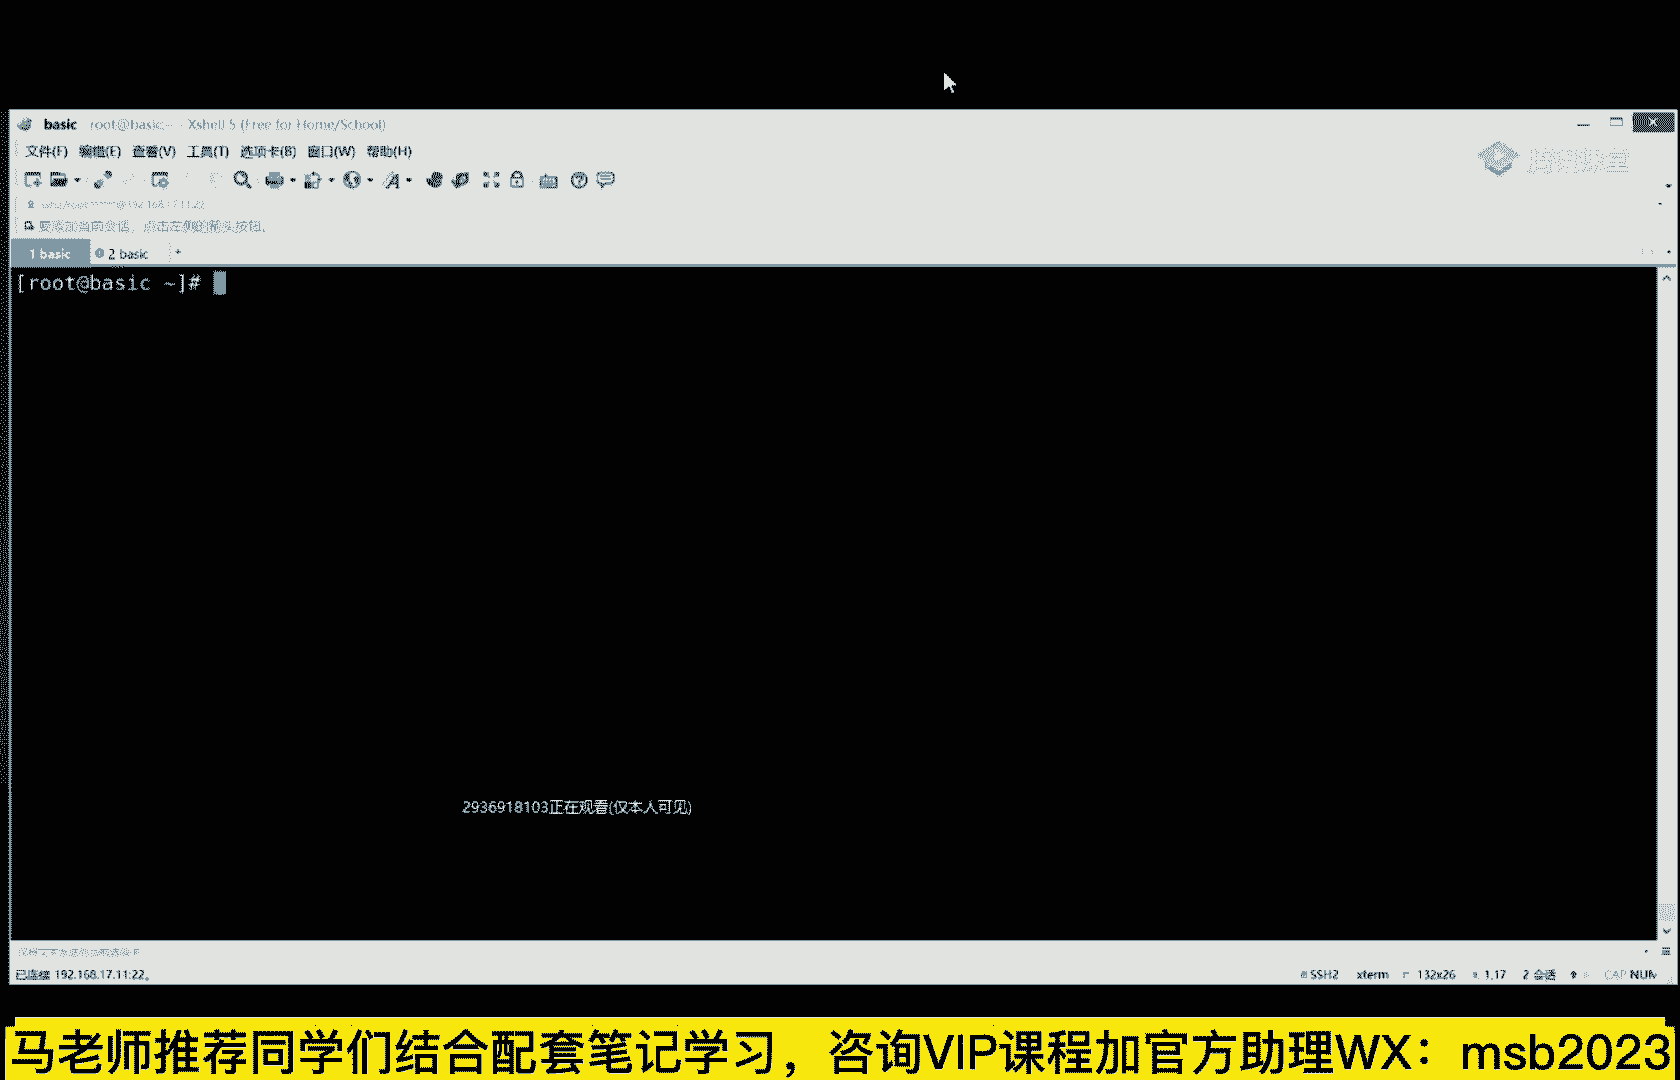 basic root@basic:~ - Xshell 5 (Free for Home/School)
文件(F) 编辑(E) 查看(V) 工具(T) 选项卡(B) 窗口(W) 帮助(H)
要添加当前会话，点击左侧的箭头按钮。
1 basic 2 basic +
[root@basic ~]#
2936918103正在观看(仅本人可见)
已连接 192.168.17.11:22。 SSH2 xterm 132x26 1,17 2 会话 CAP NUM
马老师推荐同学们结合配套笔记学习，咨询VIP课程加官方助理WX：msb2023